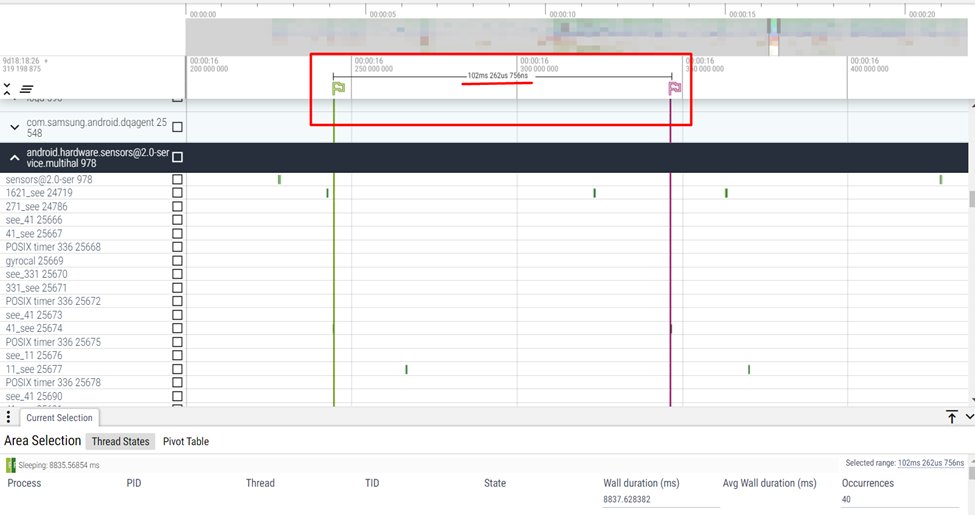 00:00:00
00:00:05
00:00:10
00:00:15
00:00:20
9d18:18:26 +
319 198 875
00:00:16
200 000 000
00:00:16
250 000 000
102ms 262us 756ns
00:00:16
300 000 000
00:00:16
350 000 000
00:00:16
400 000 000
com.samsung.android.dqagent 25
548
android.hardware.sensors@2.0-ser
vice.multihal 978
sensors@2.0-ser 978
1621_see 24719
271_see 24786
see_41 25666
41_see 25667
POSIX timer 336 25668
gyrocal 25669
see_331 25670
331_see 25671
POSIX timer 336 25672
see_41 25673
41_see 25674
POSIX timer 336 25675
see_11 25676
11_see 25677
POSIX timer 336 25678
see_41 25690
Current Selection
Area Selection Thread States Pivot Table
Sleeping: 8835.56854 ms
Selected range: 102ms 262us 756ns
Process PID Thread TID State Wall duration (ms) Avg Wall duration (ms) Occurrences
8837.628382 40